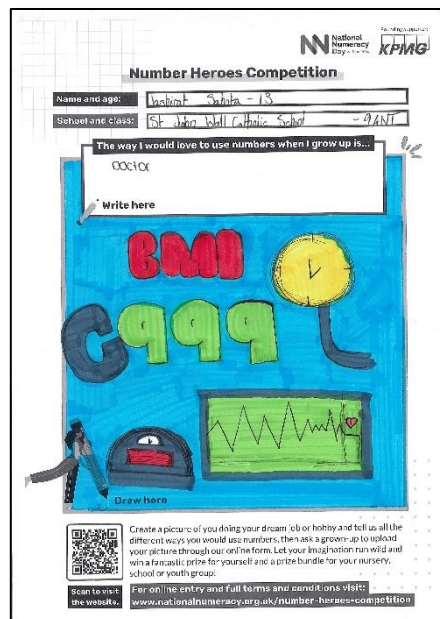 Founding supporter:
National
Numeracy
Day
KPMG
Number Heroes Competition
Name and age: - 13
School and class: St John Wall Catholic School - 9ANT
The way I would love to use numbers when I grow up is...
Doctor
Write here
BMI
C999
Draw here
Create a picture of you doing your dream job or hobby and tell us all the
different ways you would use numbers, then ask a grown-up to upload
your picture through our online form. Let your imagination run wild and
win a fantastic prize for yourself and a prize bundle for your nursery,
school or youth group!
Scan to visit
the website.
For online entry and full terms and conditions visit:
www.nationalnumeracy.org.uk/number-heroes-competition